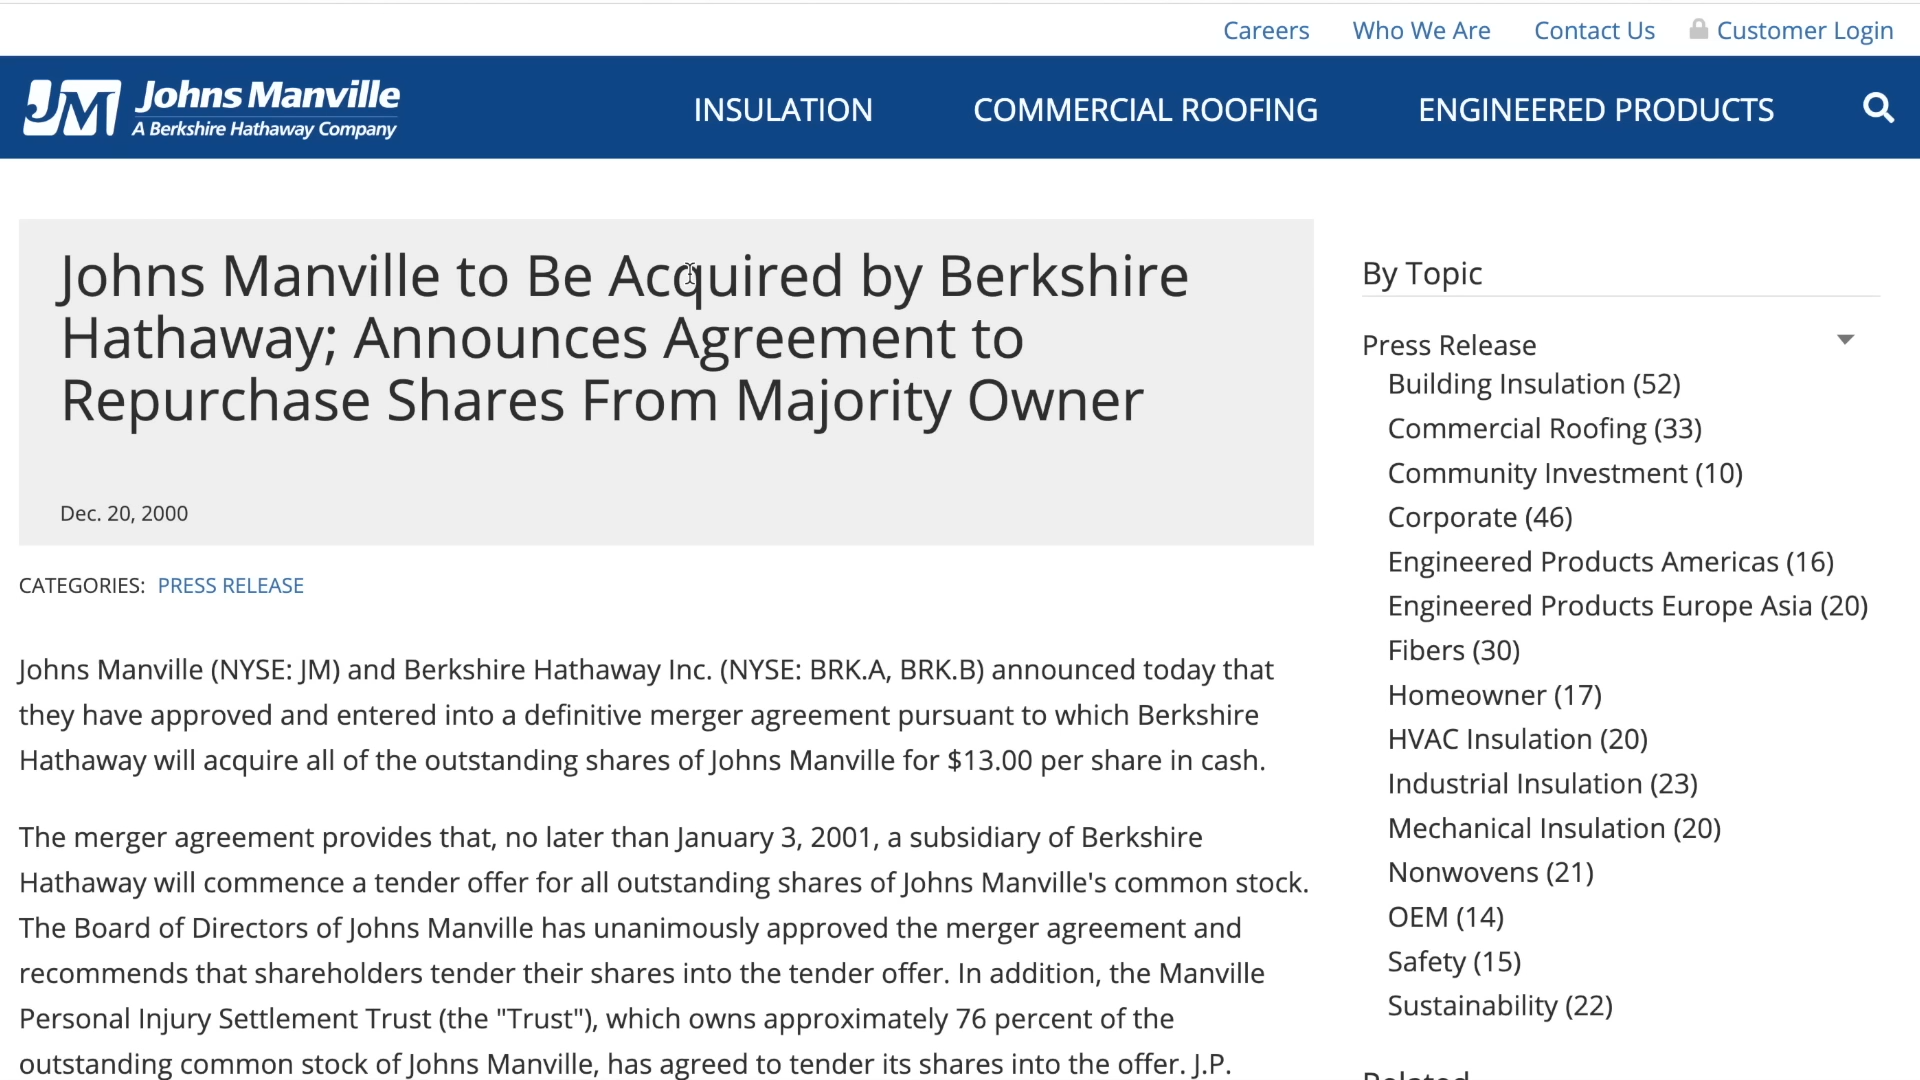 Careers Who We Are Contact Us Customer Login
JM Johns Manville
A Berkshire Hathaway Company
INSULATION COMMERCIAL ROOFING ENGINEERED PRODUCTS
Johns Manville to Be Acquired by Berkshire
Hathaway; Announces Agreement to
Repurchase Shares From Majority Owner
Dec. 20, 2000
CATEGORIES: PRESS RELEASE
Johns Manville (NYSE: JM) and Berkshire Hathaway Inc. (NYSE: BRK.A, BRK.B) announced today that
they have approved and entered into a definitive merger agreement pursuant to which Berkshire
Hathaway will acquire all of the outstanding shares of Johns Manville for $13.00 per share in cash.
The merger agreement provides that, no later than January 3, 2001, a subsidiary of Berkshire
Hathaway will commence a tender offer for all outstanding shares of Johns Manville's common stock.
The Board of Directors of Johns Manville has unanimously approved the merger agreement and
recommends that shareholders tender their shares into the tender offer. In addition, the Manville
Personal Injury Settlement Trust (the "Trust"), which owns approximately 76 percent of the
outstanding common stock of Johns Manville, has agreed to tender its shares into the offer. J.P.
By Topic
Press Release
Building Insulation (52)
Commercial Roofing (33)
Community Investment (10)
Corporate (46)
Engineered Products Americas (16)
Engineered Products Europe Asia (20)
Fibers (30)
Homeowner (17)
HVAC Insulation (20)
Industrial Insulation (23)
Mechanical Insulation (20)
Nonwovens (21)
OEM (14)
Safety (15)
Sustainability (22)
Related